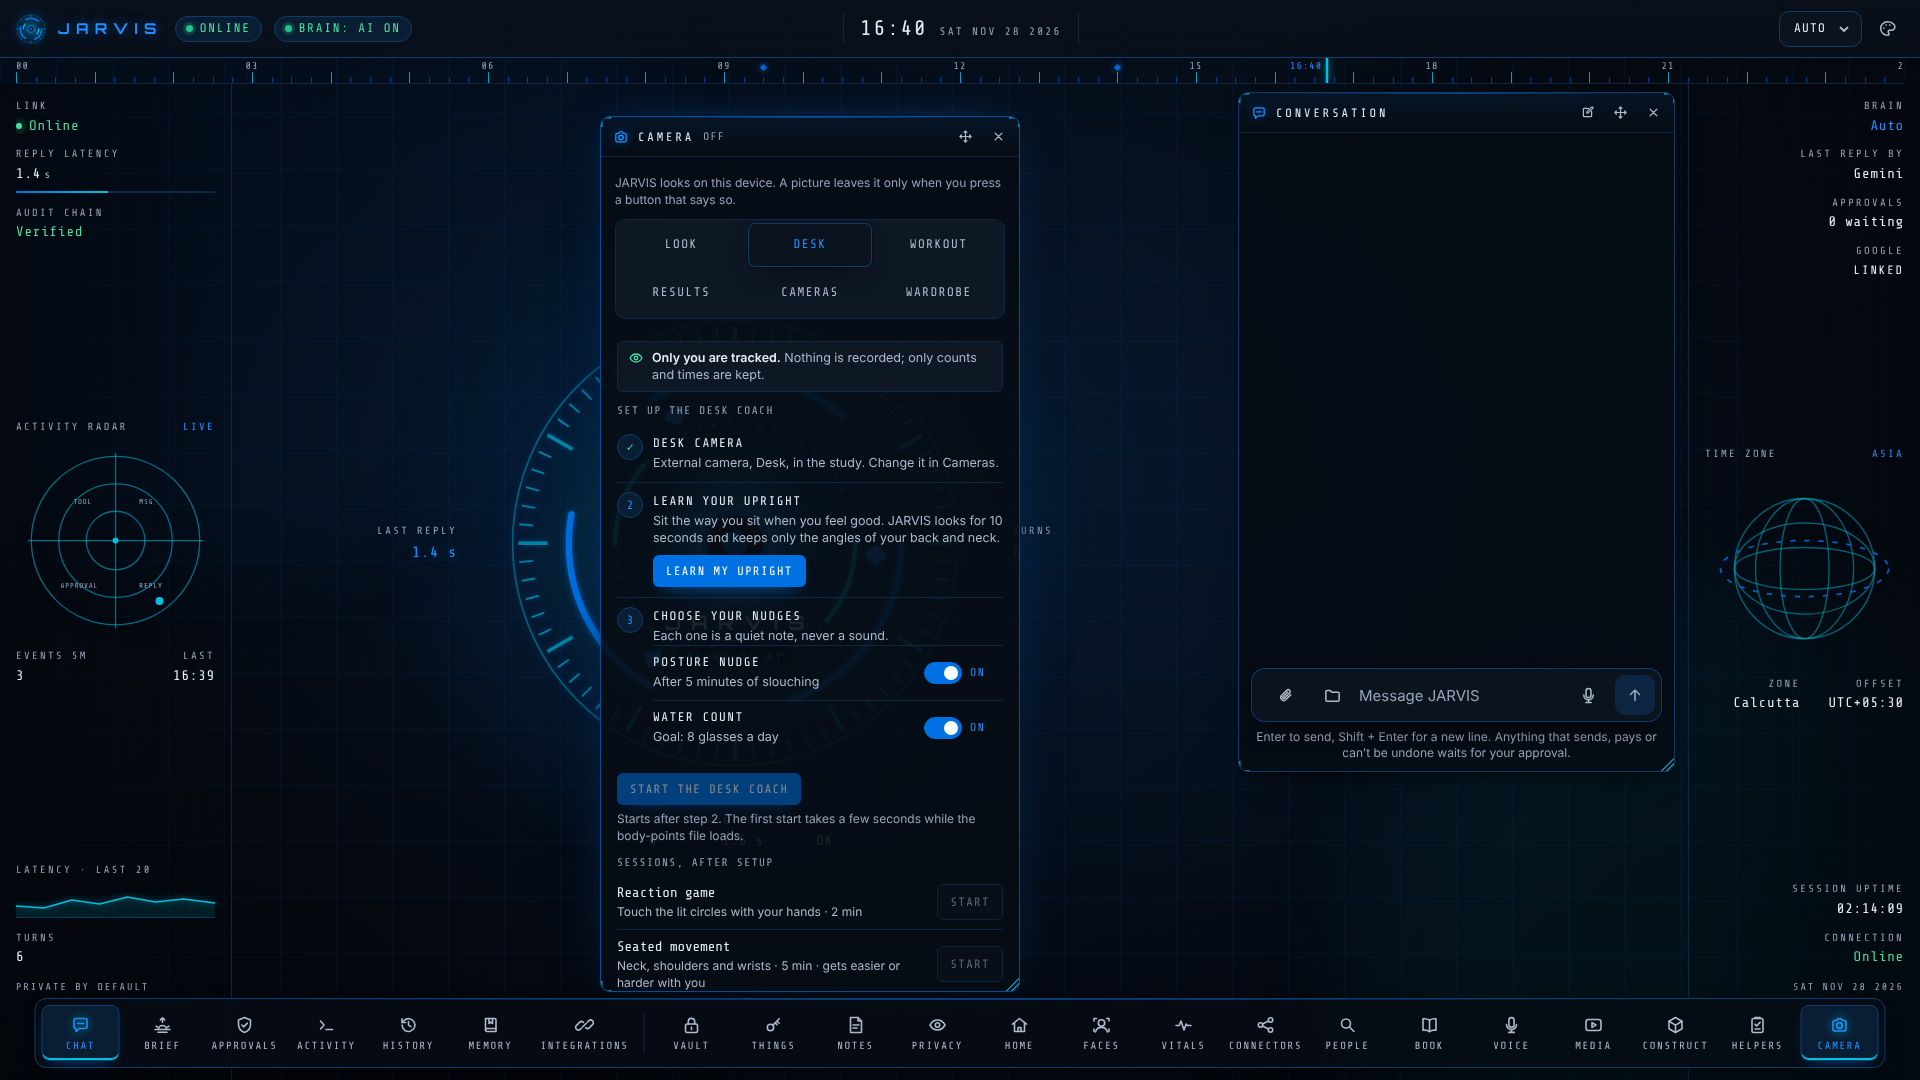 JARVIS
ONLINE
BRAIN: AI ON
16:40 SAT NOV 28 2026
AUTO
00 03 06 09 12 15 16:40 18 21 2
LINK
Online
REPLY LATENCY
1.4 s
AUDIT CHAIN
Verified
ACTIVITY RADAR LIVE
TOOL MSG
APPROVAL REPLY
EVENTS 5M LAST
3 16:39
LATENCY · LAST 20
TURNS
6
PRIVATE BY DEFAULT
LAST REPLY
1.4 s
CAMERA OFF
JARVIS looks on this device. A picture leaves it only when you press
a button that says so.
LOOK DESK WORKOUT
RESULTS CAMERAS WARDROBE
Only you are tracked. Nothing is recorded; only counts
and times are kept.
SET UP THE DESK COACH
✓ DESK CAMERA
External camera, Desk, in the study. Change it in Cameras.
2 LEARN YOUR UPRIGHT
Sit the way you sit when you feel good. JARVIS looks for 10
seconds and keeps only the angles of your back and neck.
LEARN MY UPRIGHT
3 CHOOSE YOUR NUDGES
Each one is a quiet note, never a sound.
POSTURE NUDGE
After 5 minutes of slouching
ON
WATER COUNT
Goal: 8 glasses a day
ON
START THE DESK COACH
Starts after step 2. The first start takes a few seconds while the
body-points file loads.
OK
SESSIONS, AFTER SETUP
Reaction game
Touch the lit circles with your hands · 2 min
START
Seated movement
Neck, shoulders and wrists · 5 min · gets easier or
harder with you
START
JARVIS
CONVERSATION
Message JARVIS
Enter to send, Shift + Enter for a new line. Anything that sends, pays or
can't be undone waits for your approval.
BRAIN
Auto
LAST REPLY BY
Gemini
APPROVALS
0 waiting
GOOGLE
LINKED
TIME ZONE ASIA
ZONE OFFSET
Calcutta UTC+05:30
SESSION UPTIME
02:14:09
CONNECTION
Online
SAT NOV 28 2026
CHAT BRIEF APPROVALS ACTIVITY HISTORY MEMORY INTEGRATIONS VAULT THINGS NOTES PRIVACY HOME FACES VITALS CONNECTORS PEOPLE BOOK VOICE MEDIA CONSTRUCT HELPERS CAMERA